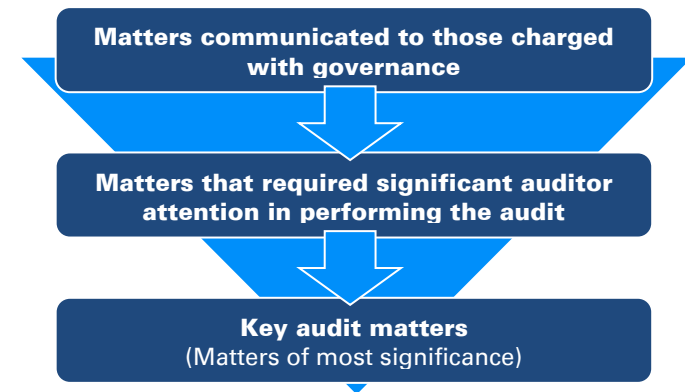 Matters communicated to those charged
with governance
Matters that required significant auditor
attention in performing the audit
Key audit matters
(Matters of most significance)